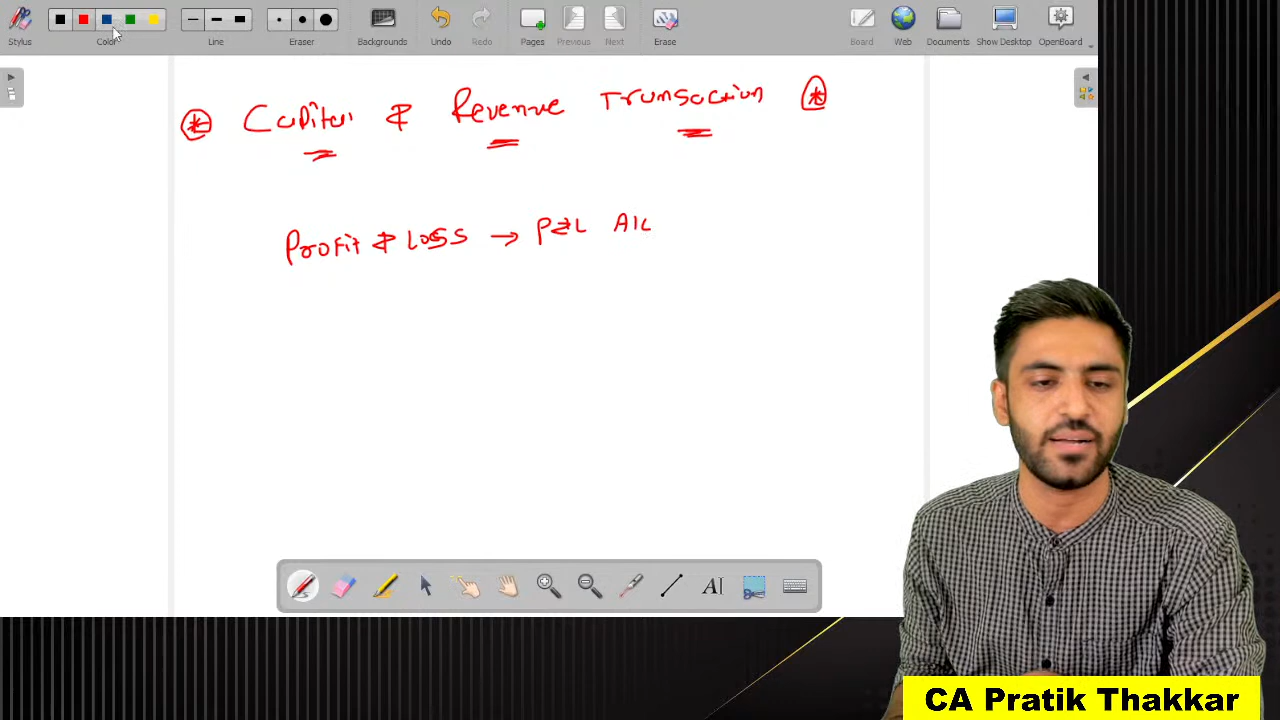 Stylus
Color
Line
Eraser
Backgrounds
Undo
Redo
Pages
Previous
Next
Erase
Board
Web
Documents
Show Desktop
OpenBoard
Capital & Revenue Transaction
Profit & Loss → P&L A/c
CA Pratik Thakkar